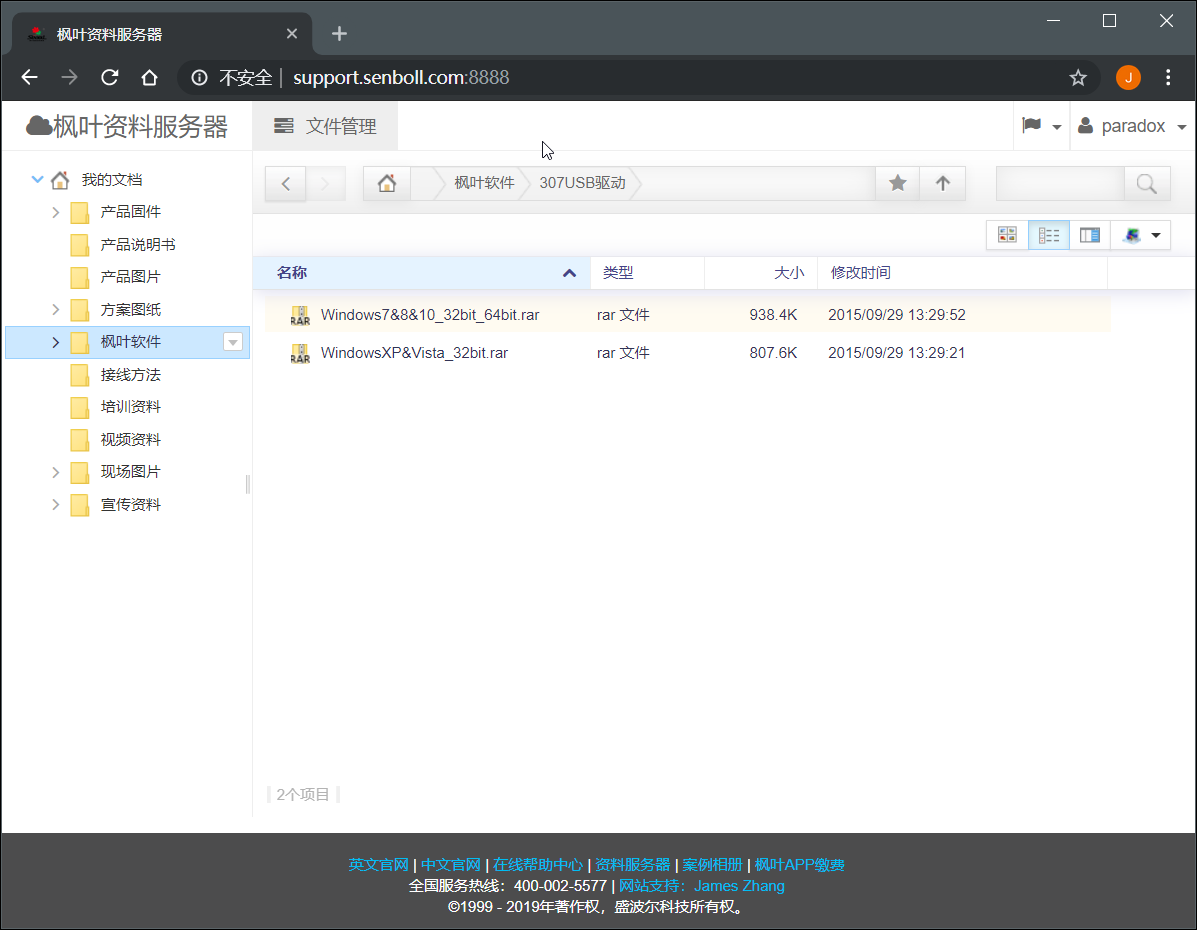 枫叶资料服务器
不安全 | support.senboll.com:8888
J
枫叶资料服务器
文件管理
paradox
我的文档
产品固件
产品说明书
产品图片
方案图纸
枫叶软件
接线方法
培训资料
视频资料
现场图片
宣传资料
枫叶软件 307USB驱动
名称 类型 大小 修改时间
RAR Windows7&8&10_32bit_64bit.rar rar 文件 938.4K 2015/09/29 13:29:52
RAR WindowsXP&Vista_32bit.rar rar 文件 807.6K 2015/09/29 13:29:21
2个项目
英文官网 | 中文官网 | 在线帮助中心 | 资料服务器 | 案例相册 | 枫叶APP缴费
全国服务热线：400-002-5577 | 网站支持：James Zhang
©1999 - 2019年著作权，盛波尔科技所有权。